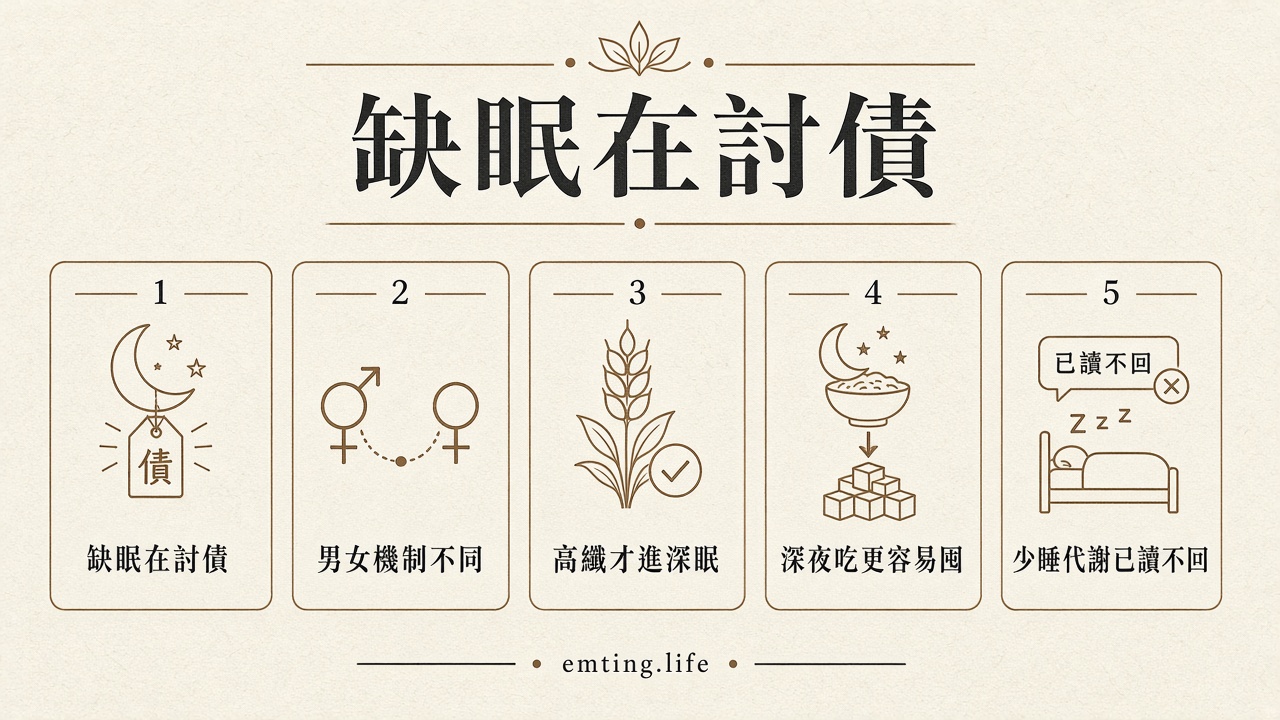 缺眠在討債
1
債
缺眠在討債
2
男女機制不同
3
高纖才進深眠
4
深夜吃更容易囤
5
已讀不回
z z z
少睡代謝已讀不回
emting.life